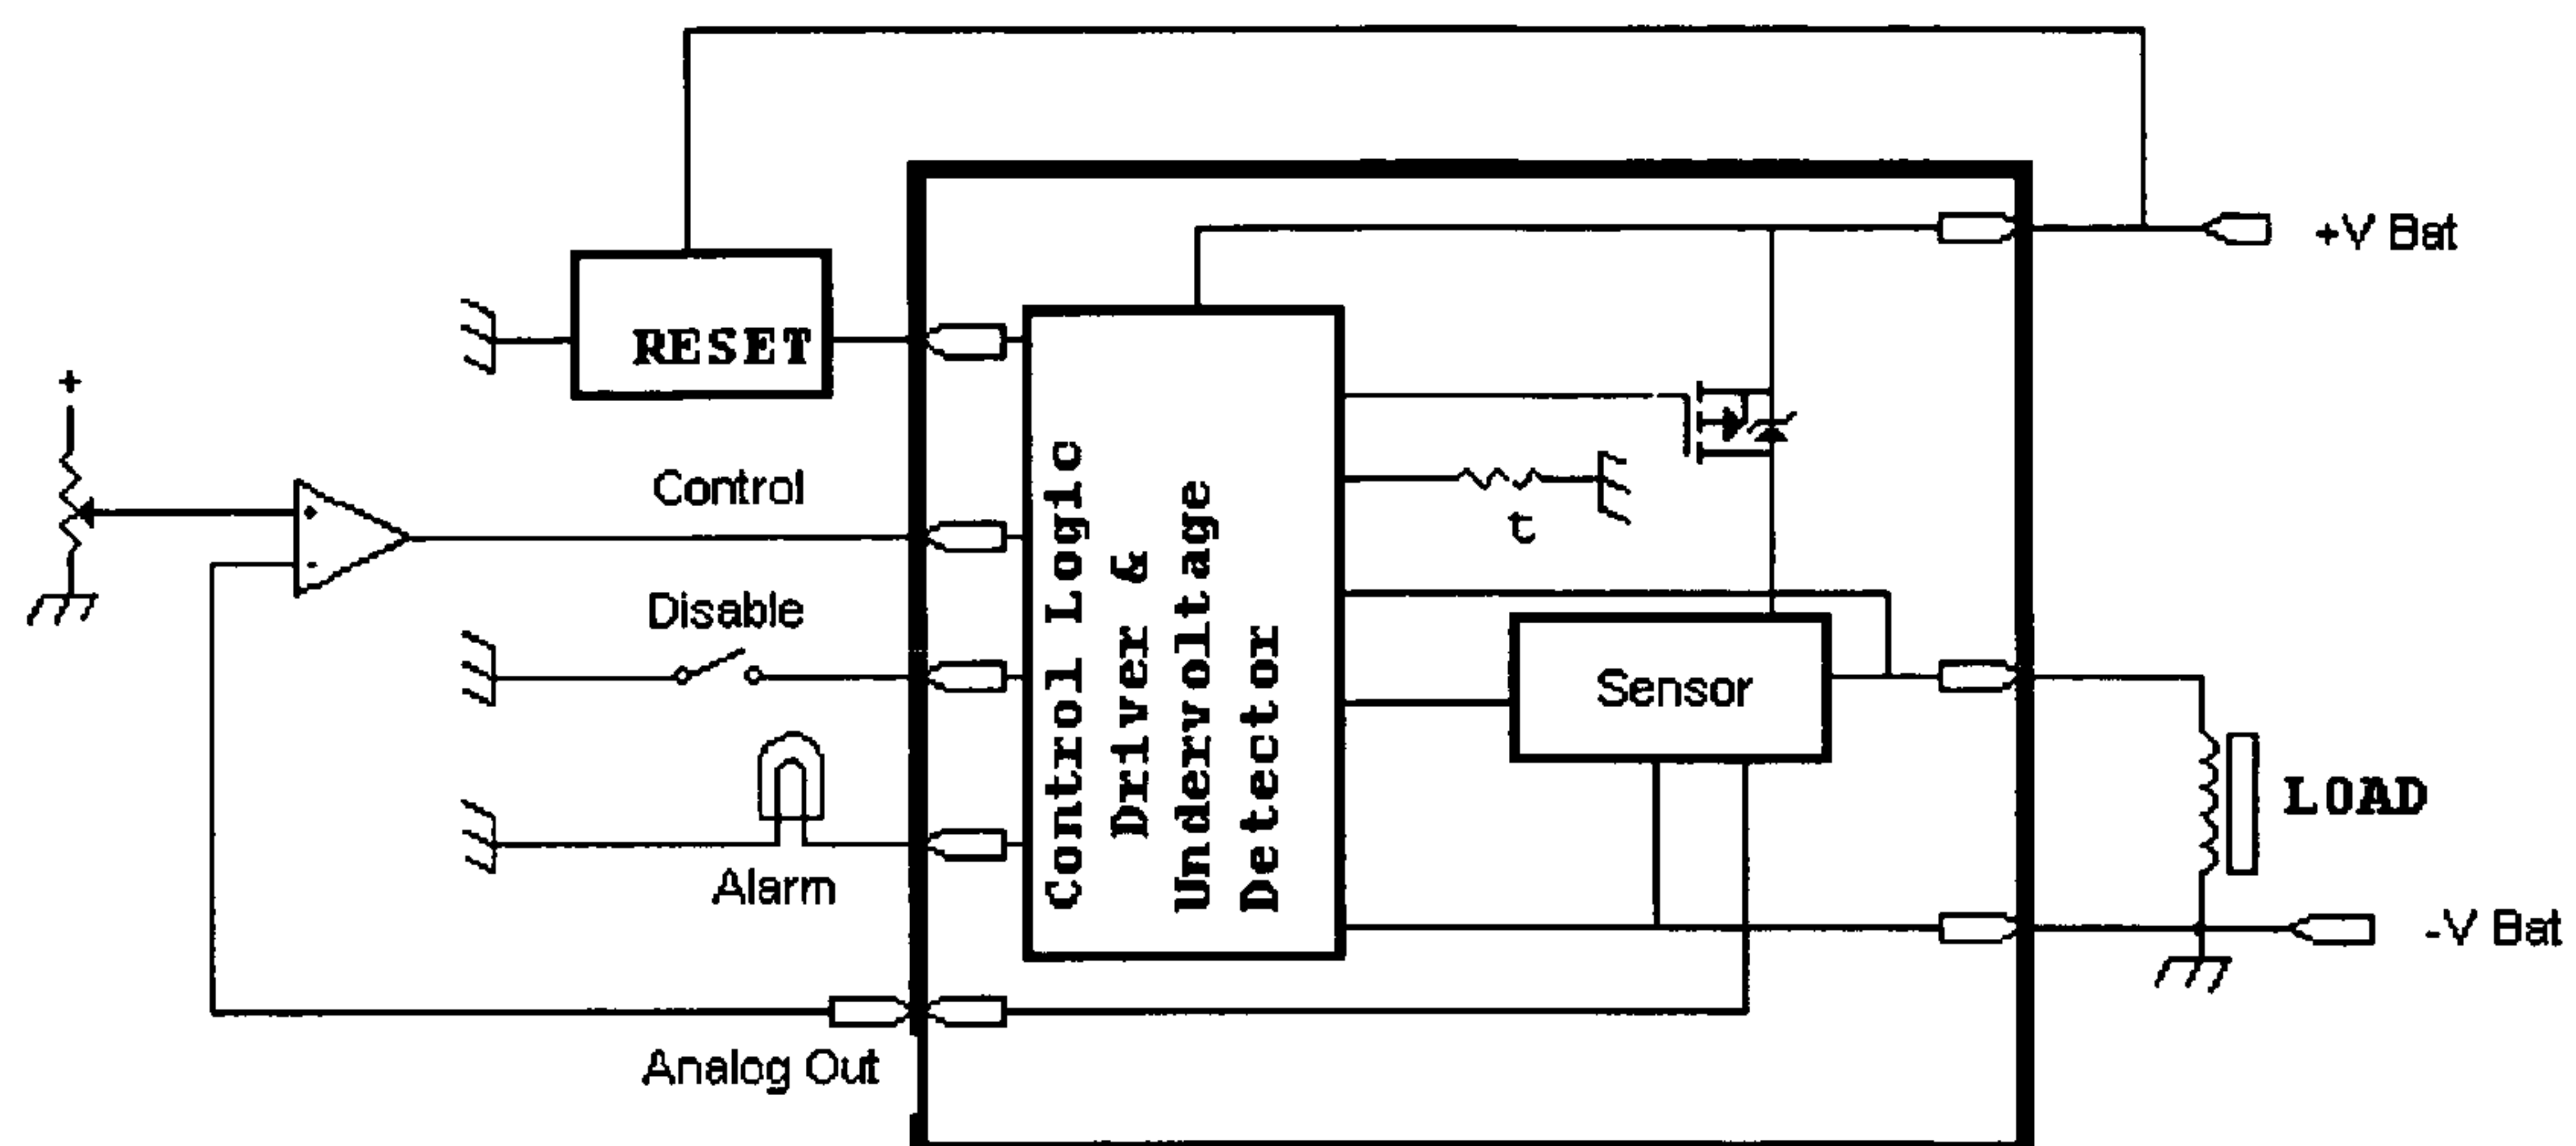 +V Bat
RESET
+
Control
+
-
Disable
Alarm
Analog Out
Control Logic
Driver &
Undervoltage
Detector
t
Sensor
LOAD
-V Bat